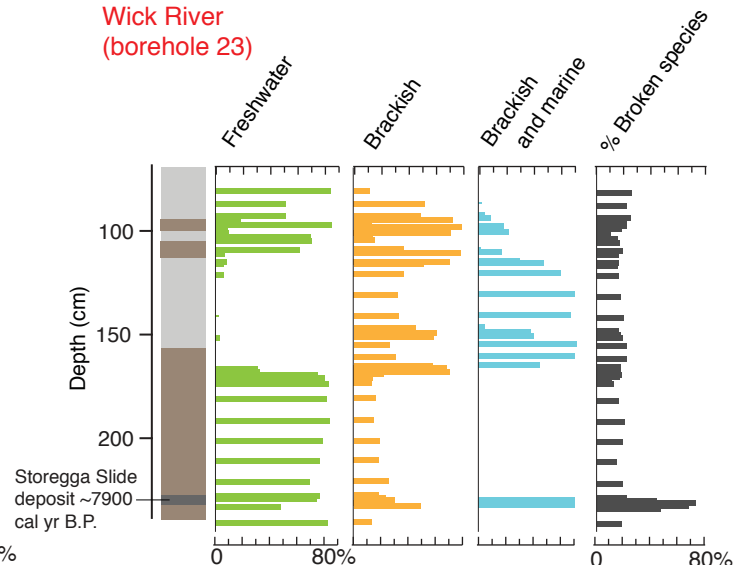 Wick River
(borehole 23)
Freshwater
Brackish
Brackish
and marine
% Broken species
Depth (cm)
100
150
200
Storegga Slide
deposit ~7900
cal yr B.P.
%
0
80%
0
80%